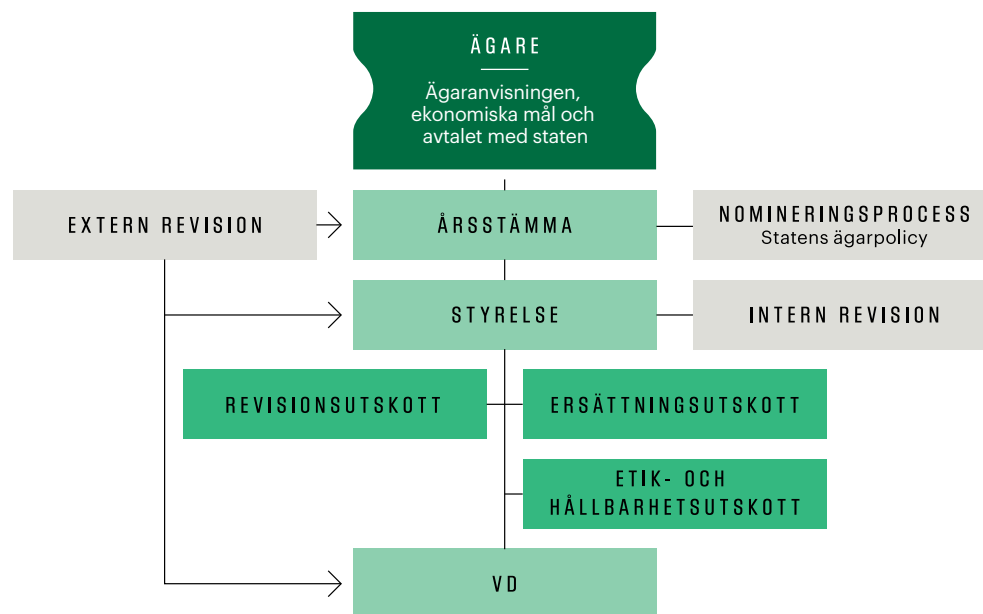 ÄGARE
Ägaranvisningen,
ekonomiska mål och
avtalet med staten
EXTERN REVISION
ÅRSSTÄMMA
NOMINERINGSPROCESS
Statens ägarpolicy
STYRELSE
INTERN REVISION
REVISIONSUTSKOTT
ERSÄTTNINGSUTSKOTT
ETIK- OCH
HÅLLBARHETSUTSKOTT
VD